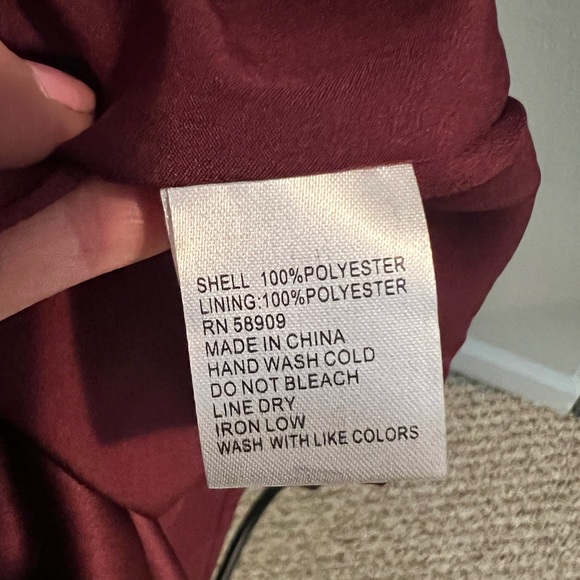 SHELL 100%POLYESTER
LINING:100%POLYESTER
RN 58909
MADE IN CHINA
HAND WASH COLD
DO NOT BLEACH
LINE DRY
IRON LOW
WASH WITH LIKE COLORS